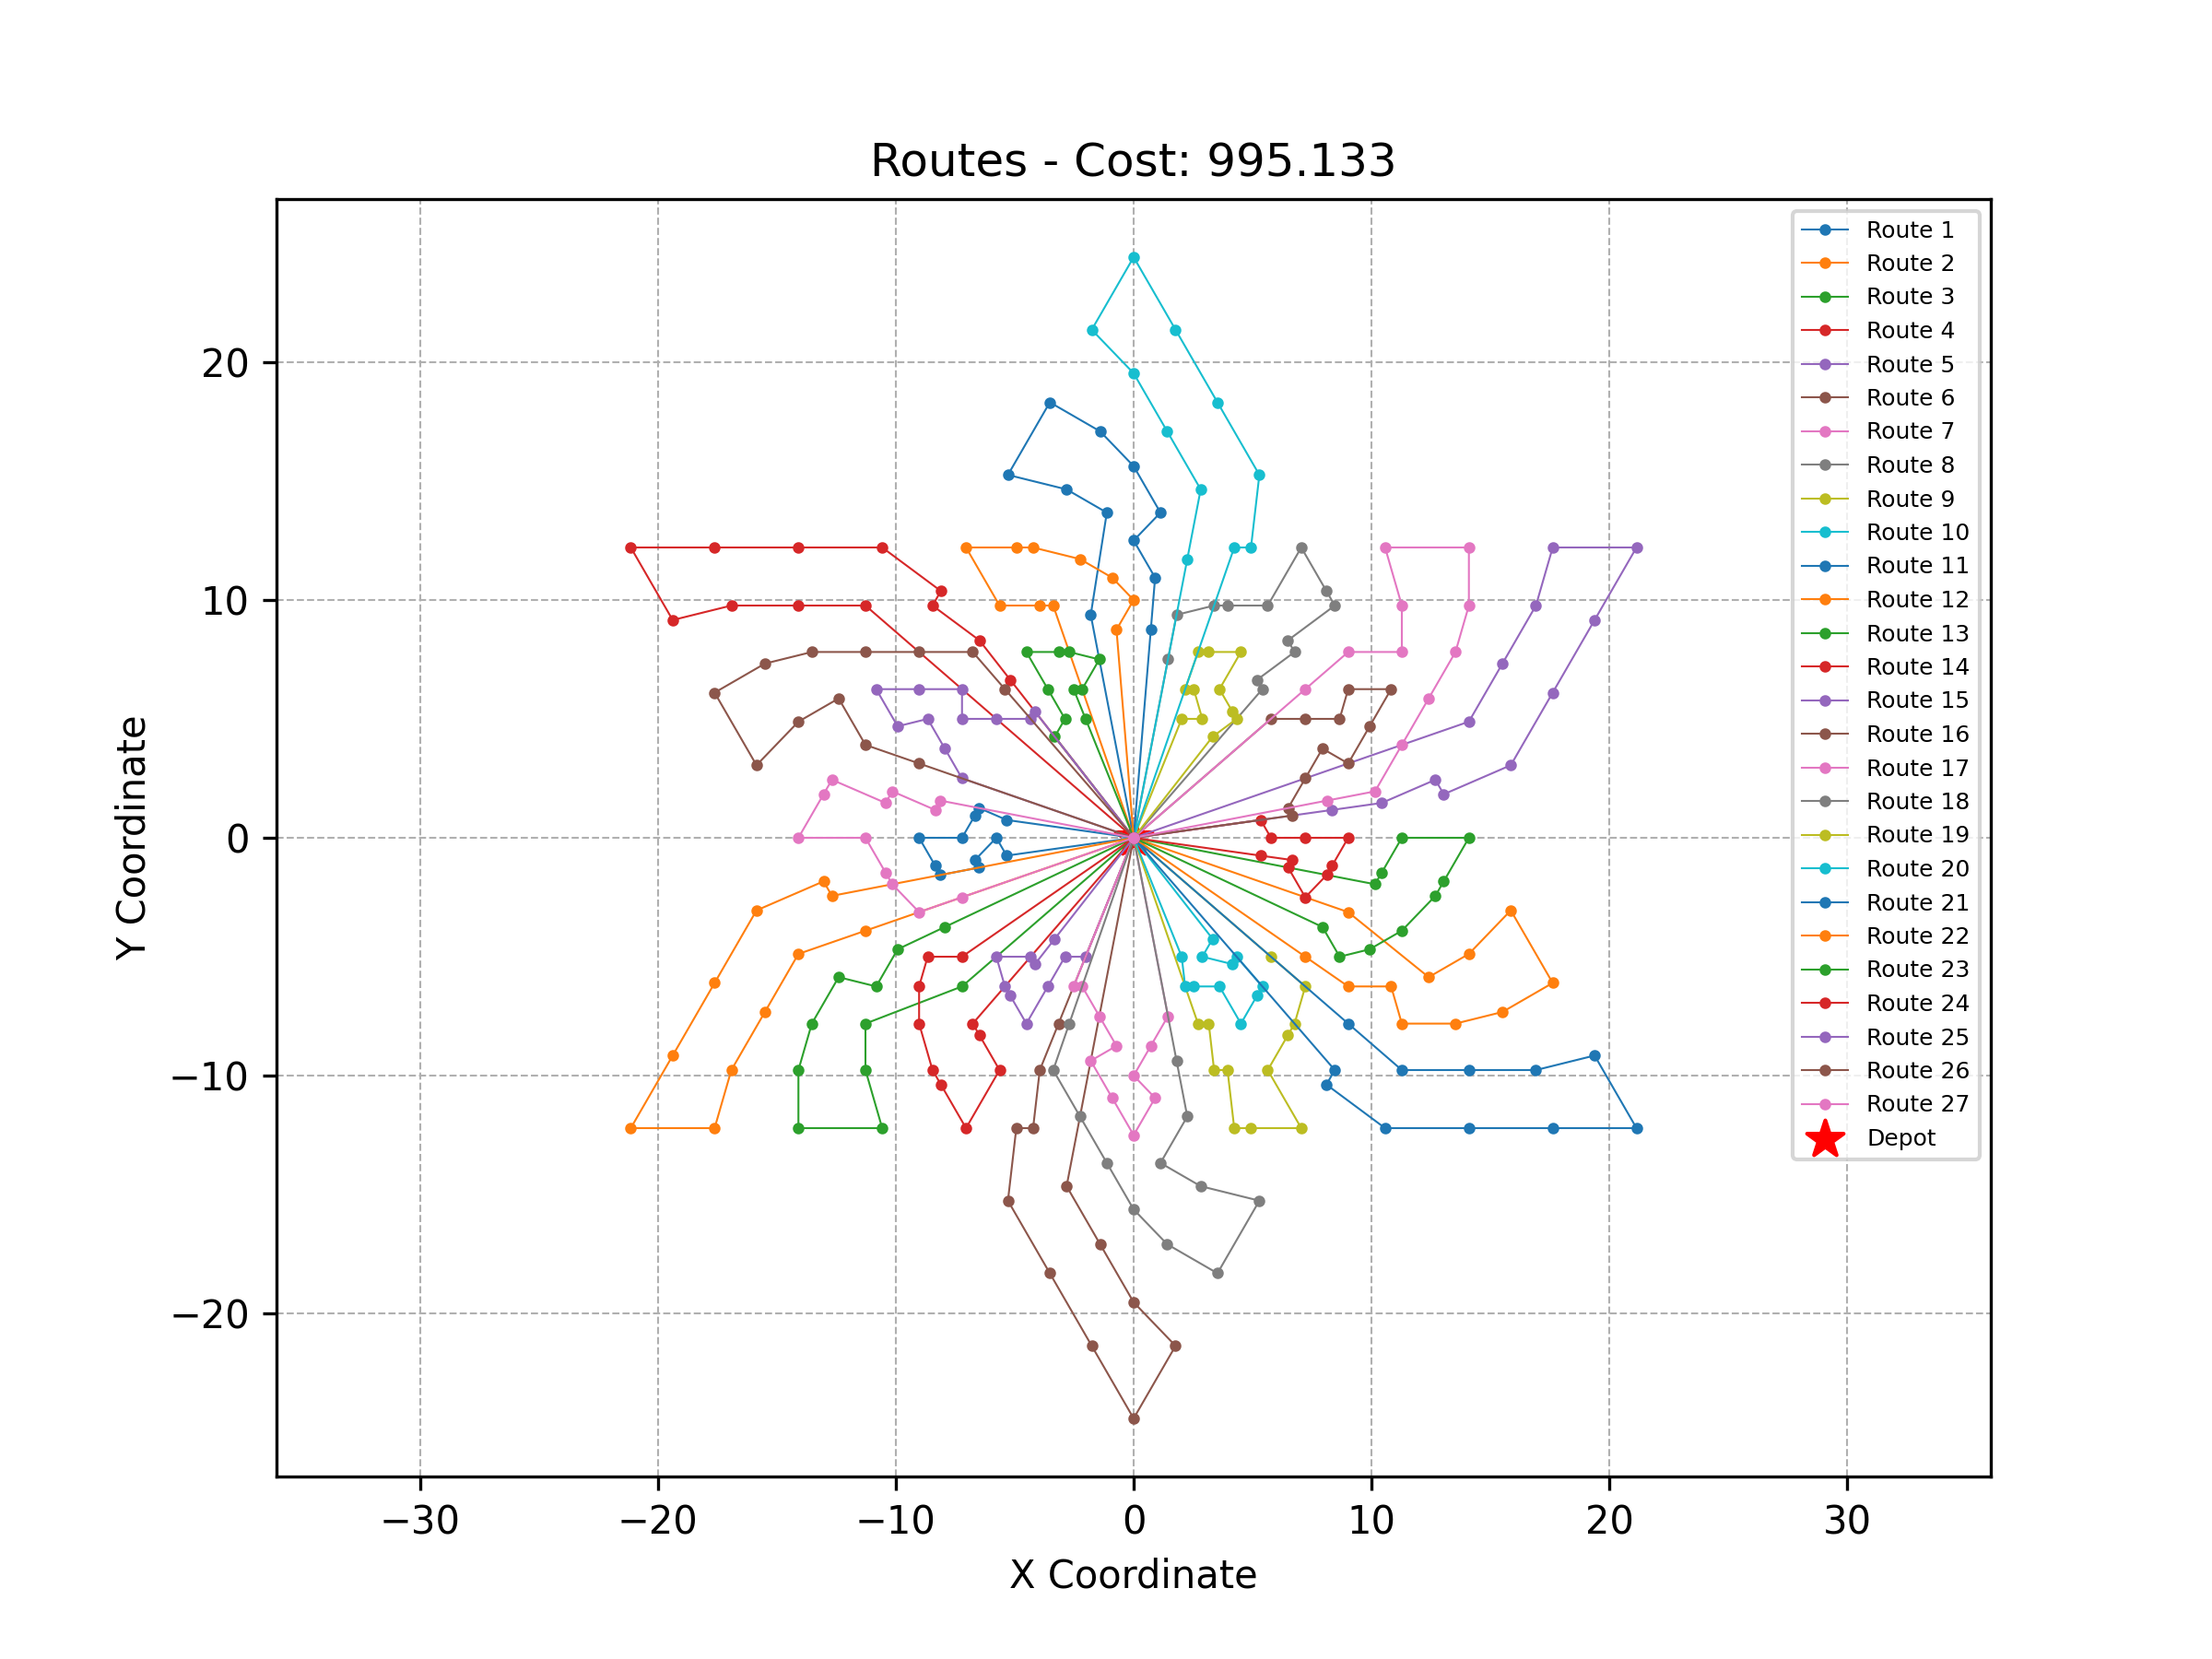 Routes - Cost: 995.133
Y Coordinate
20
10
0
−10
−20
−30
−20
−10
0
10
20
30
X Coordinate
Route 1
Route 2
Route 3
Route 4
Route 5
Route 6
Route 7
Route 8
Route 9
Route 10
Route 11
Route 12
Route 13
Route 14
Route 15
Route 16
Route 17
Route 18
Route 19
Route 20
Route 21
Route 22
Route 23
Route 24
Route 25
Route 26
Route 27
Depot